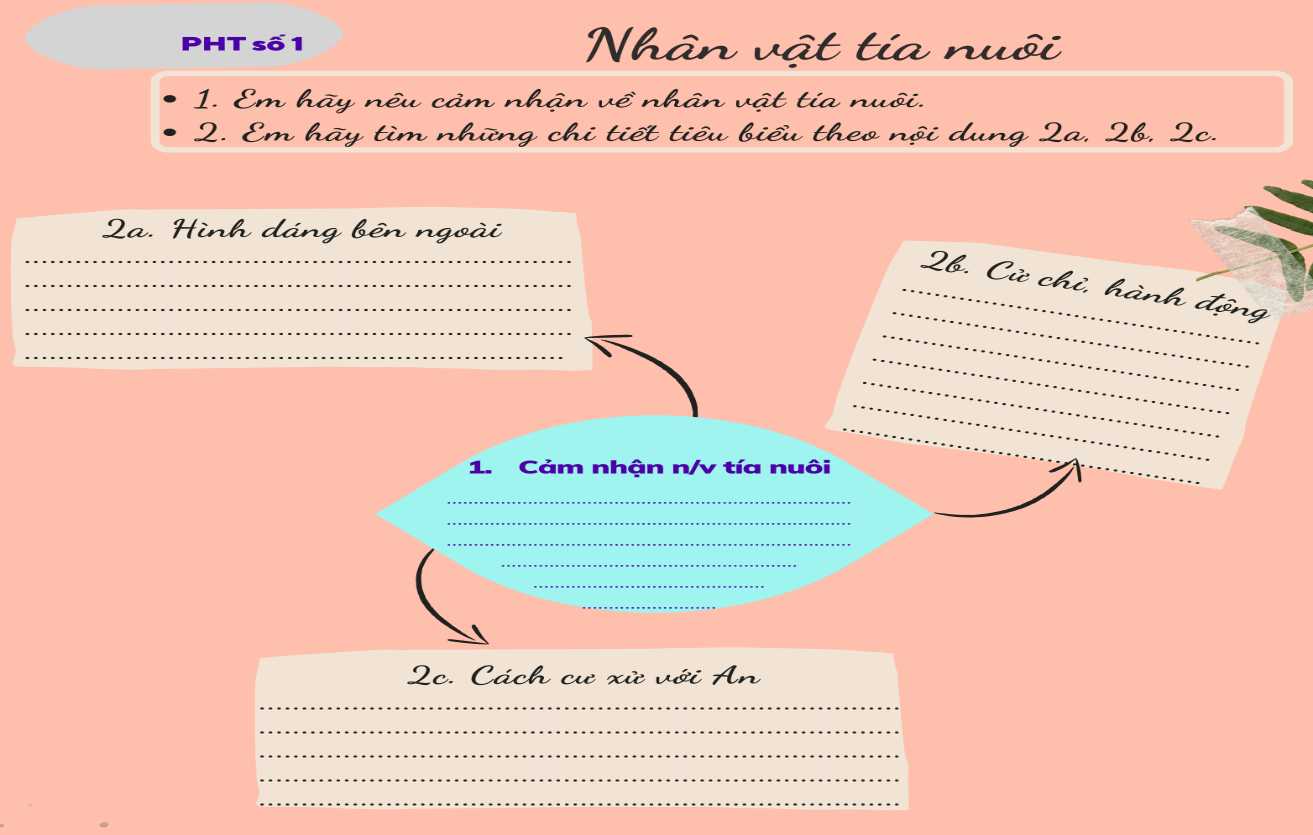 PHT số 1
Nhân vật tía nuôi
• 1. Em hãy nêu cảm nhận về nhân vật tía nuôi.
• 2. Em hãy tìm những chi tiết tiêu biểu theo nội dung 2a, 2b, 2c.
2a. Hình dáng bên ngoài
2b. Cử chỉ, hành động
1. Cảm nhận n/v tía nuôi
2c. Cách cư xử với An